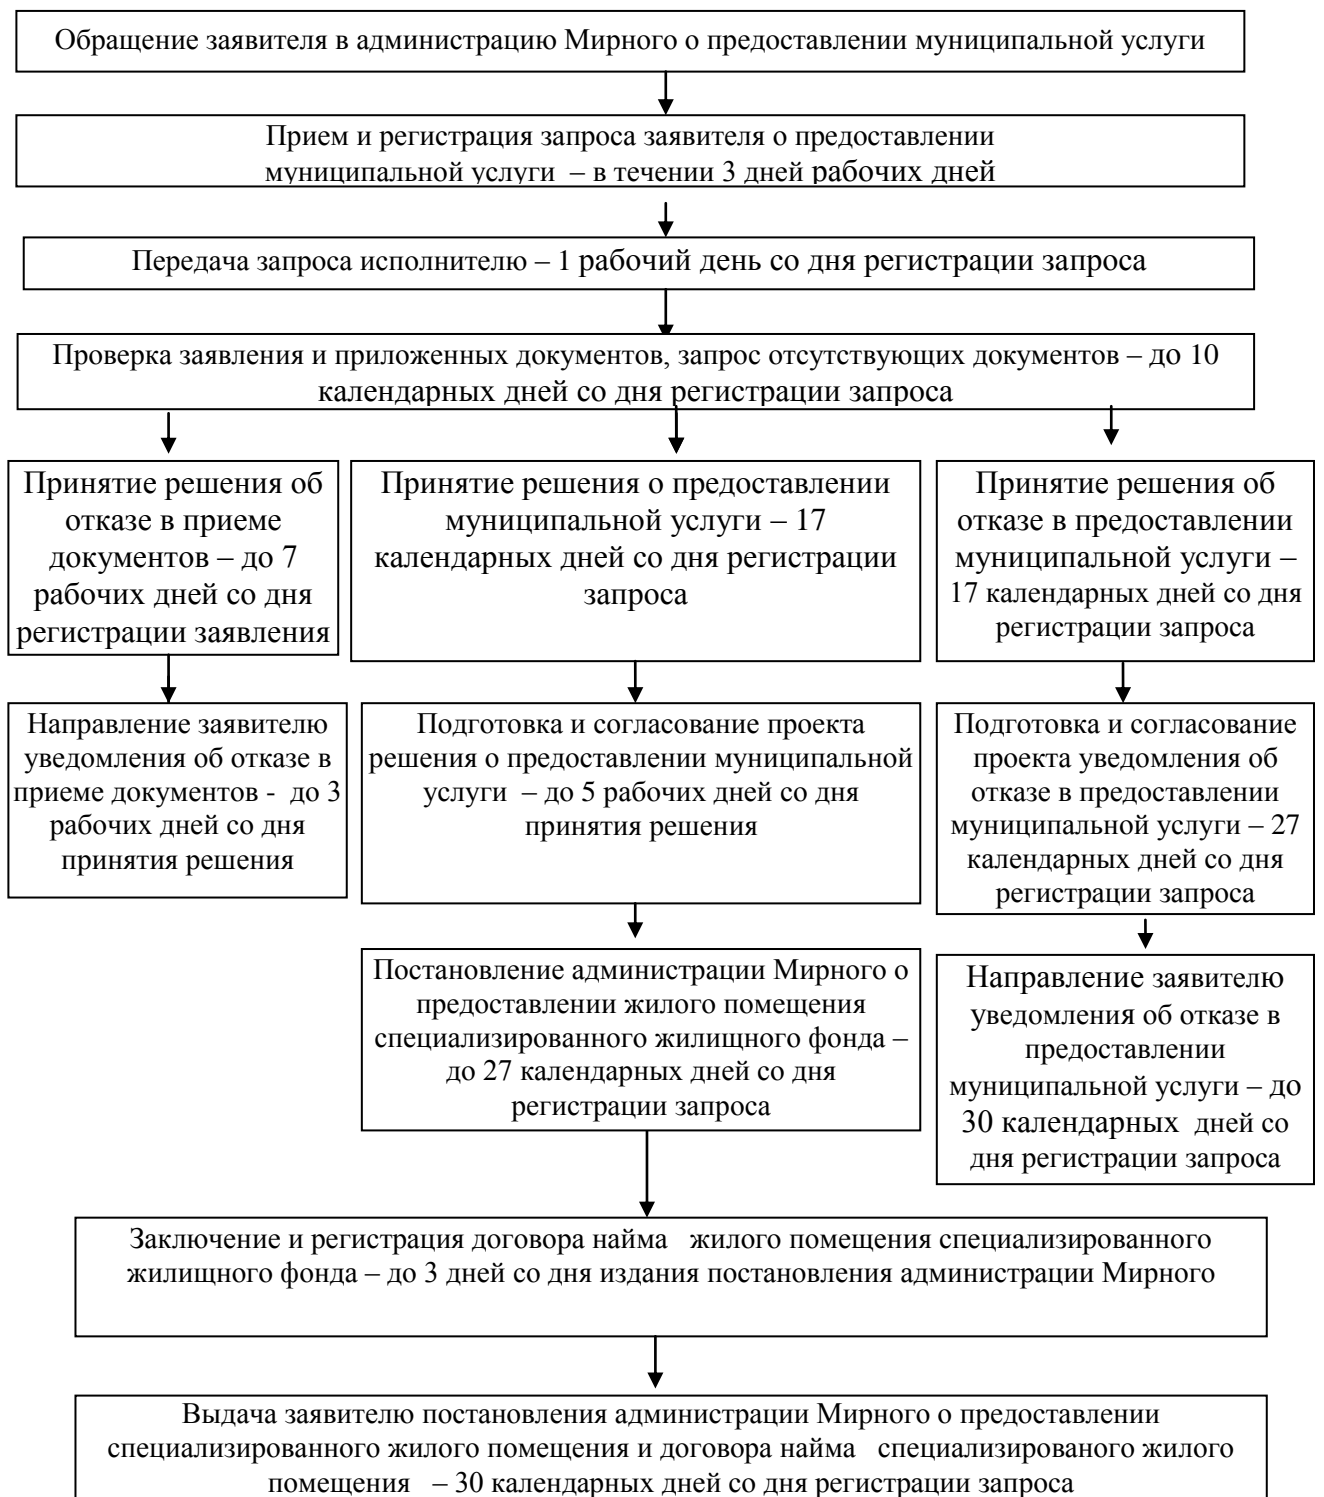 Обращение заявителя в администрацию Мирного о предоставлении муниципальной услуги
Прием и регистрация запроса заявителя о предоставлении
муниципальной услуги – в течении 3 дней рабочих дней
Передача запроса исполнителю – 1 рабочий день со дня регистрации запроса
Проверка заявления и приложенных документов, запрос отсутствующих документов – до 10
календарных дней со дня регистрации запроса
Принятие решения об
отказе в приеме
документов – до 7
рабочих дней со дня
регистрации заявления
Принятие решения о предоставлении
муниципальной услуги – 17
календарных дней со дня регистрации
запроса
Принятие решения об
отказе в предоставлении
муниципальной услуги –
17 календарных дней со дня
регистрации запроса
Направление заявителю
уведомления об отказе в
приеме документов - до 3
рабочих дней со дня
принятия решения
Подготовка и согласование проекта
решения о предоставлении муниципальной
услуги – до 5 рабочих дней со дня
принятия решения
Подготовка и согласование
проекта уведомления об
отказе в предоставлении
муниципальной услуги – 27
календарных дней со дня
регистрации запроса
Постановление администрации Мирного о
предоставлении жилого помещения
специализированного жилищного фонда –
до 27 календарных дней со дня
регистрации запроса
Направление заявителю
уведомления об отказе в
предоставлении
муниципальной услуги – до
30 календарных дней со
дня регистрации запроса
Заключение и регистрация договора найма жилого помещения специализированного
жилищного фонда – до 3 дней со дня издания постановления администрации Мирного
Выдача заявителю постановления администрации Мирного о предоставлении
специализированного жилого помещения и договора найма специализированого жилого
помещения – 30 календарных дней со дня регистрации запроса